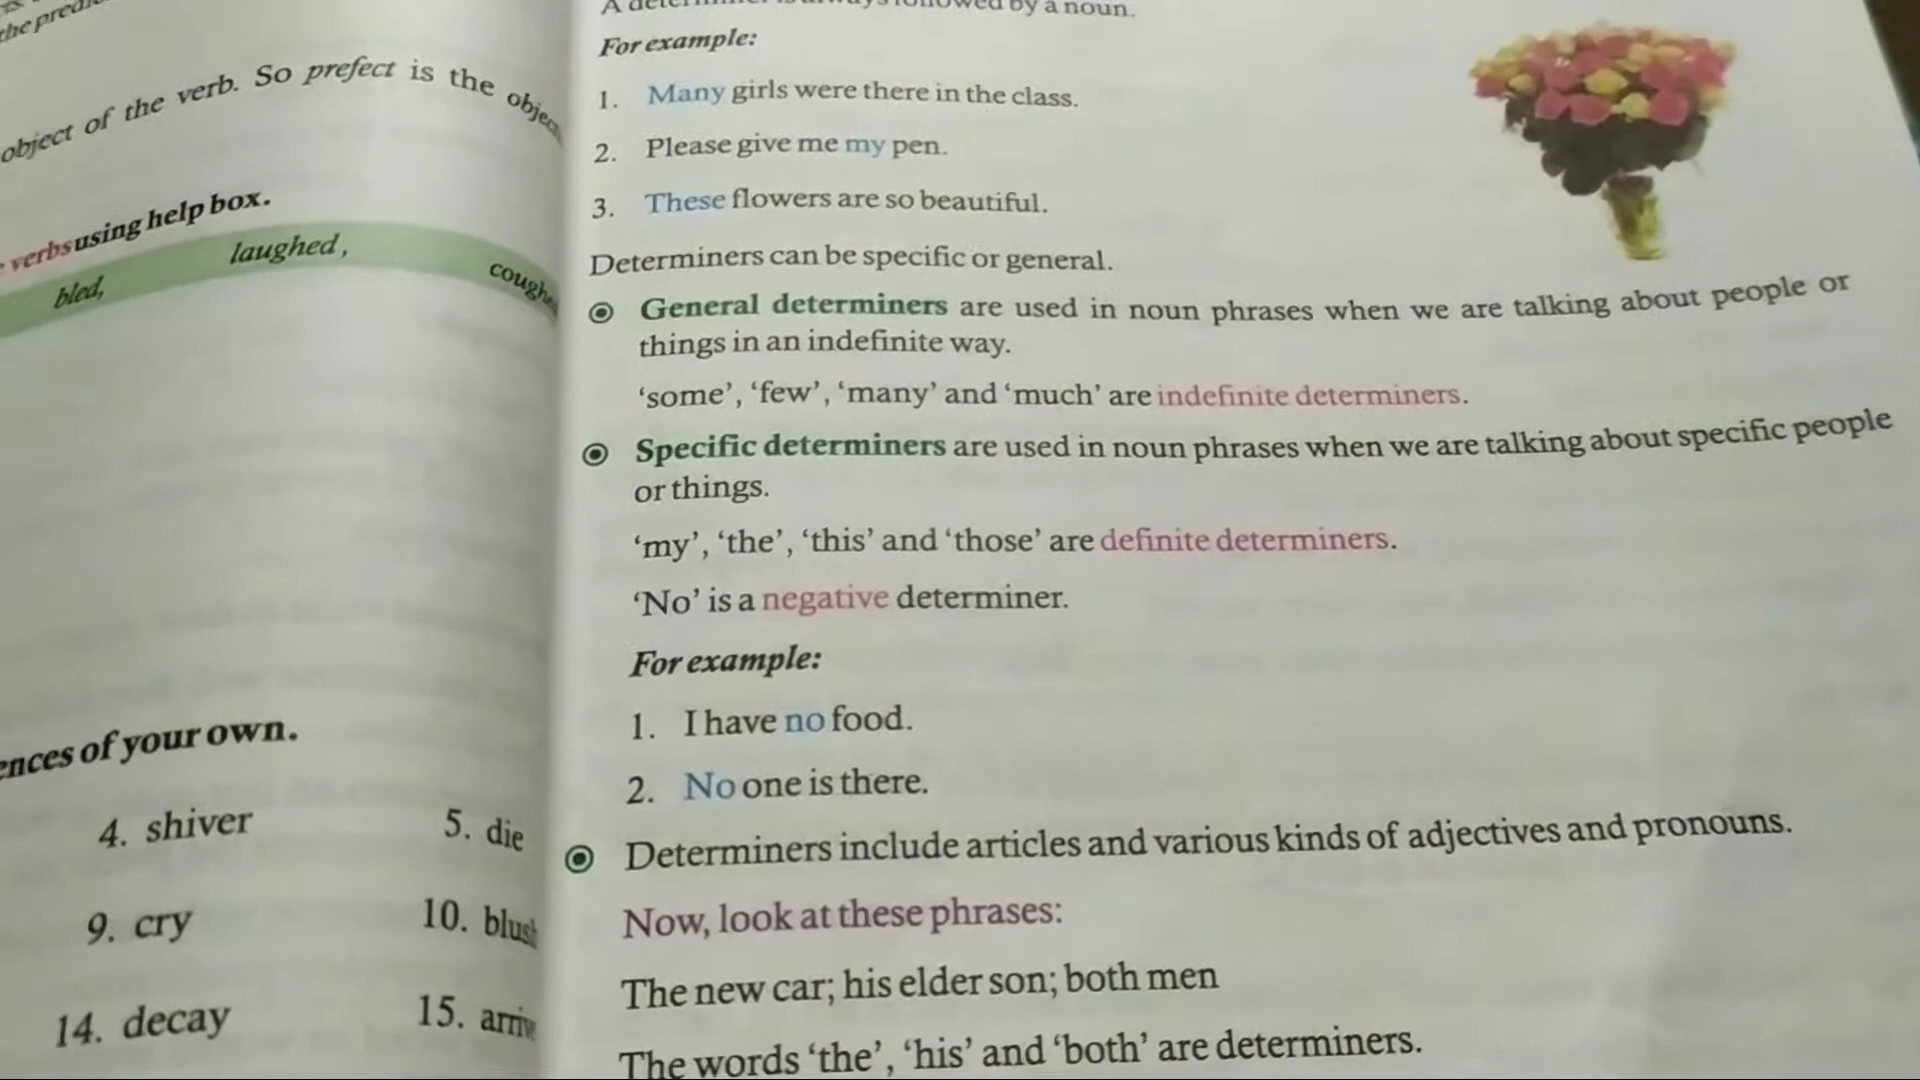 the
object of the verb. So prefect is the
verbs using help box.
bled, laughed,
ences of your own.
4. shiver 5. die
9. cry 10.
14. decay 15.
A determiner is always followed by a noun.
For example:
1. Many girls were there in the class.
2. Please give me my pen.
3. These flowers are so beautiful.
Determiners can be specific or general.
General determiners are used in noun phrases when we are talking about people or
things in an indefinite way.
‘some’, ‘few’, ‘many’ and ‘much’ are indefinite determiners.
Specific determiners are used in noun phrases when we are talking about specific people
or things.
‘my’, ‘the’, ‘this’ and ‘those’ are definite determiners.
‘No’ is a negative determiner.
For example:
1. I have no food.
2. No one is there.
Determiners include articles and various kinds of adjectives and pronouns.
Now, look at these phrases:
The new car; his elder son; both men
The words ‘the’, ‘his’ and ‘both’ are determiners.